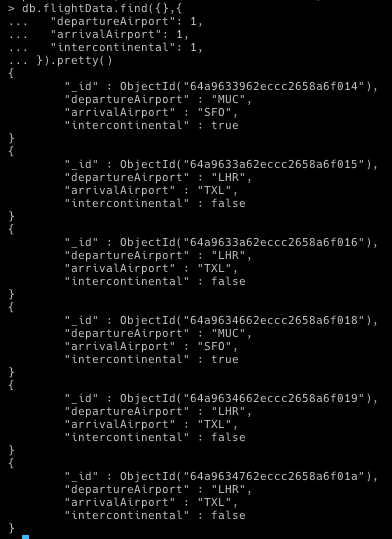 > db.flightData.find({},{
...   "departureAirport": 1,
...   "arrivalAirport": 1,
...   "intercontinental": 1,
... }).pretty()
{
        "_id" : ObjectId("64a9633962eccc2658a6f014"),
        "departureAirport" : "MUC",
        "arrivalAirport" : "SFO",
        "intercontinental" : true
}
{
        "_id" : ObjectId("64a9633a62eccc2658a6f015"),
        "departureAirport" : "LHR",
        "arrivalAirport" : "TXL",
        "intercontinental" : false
}
{
        "_id" : ObjectId("64a9633a62eccc2658a6f016"),
        "departureAirport" : "LHR",
        "arrivalAirport" : "TXL",
        "intercontinental" : false
}
{
        "_id" : ObjectId("64a9634662eccc2658a6f018"),
        "departureAirport" : "MUC",
        "arrivalAirport" : "SFO",
        "intercontinental" : true
}
{
        "_id" : ObjectId("64a9634662eccc2658a6f019"),
        "departureAirport" : "LHR",
        "arrivalAirport" : "TXL",
        "intercontinental" : false
}
{
        "_id" : ObjectId("64a9634762eccc2658a6f01a"),
        "departureAirport" : "LHR",
        "arrivalAirport" : "TXL",
        "intercontinental" : false
}